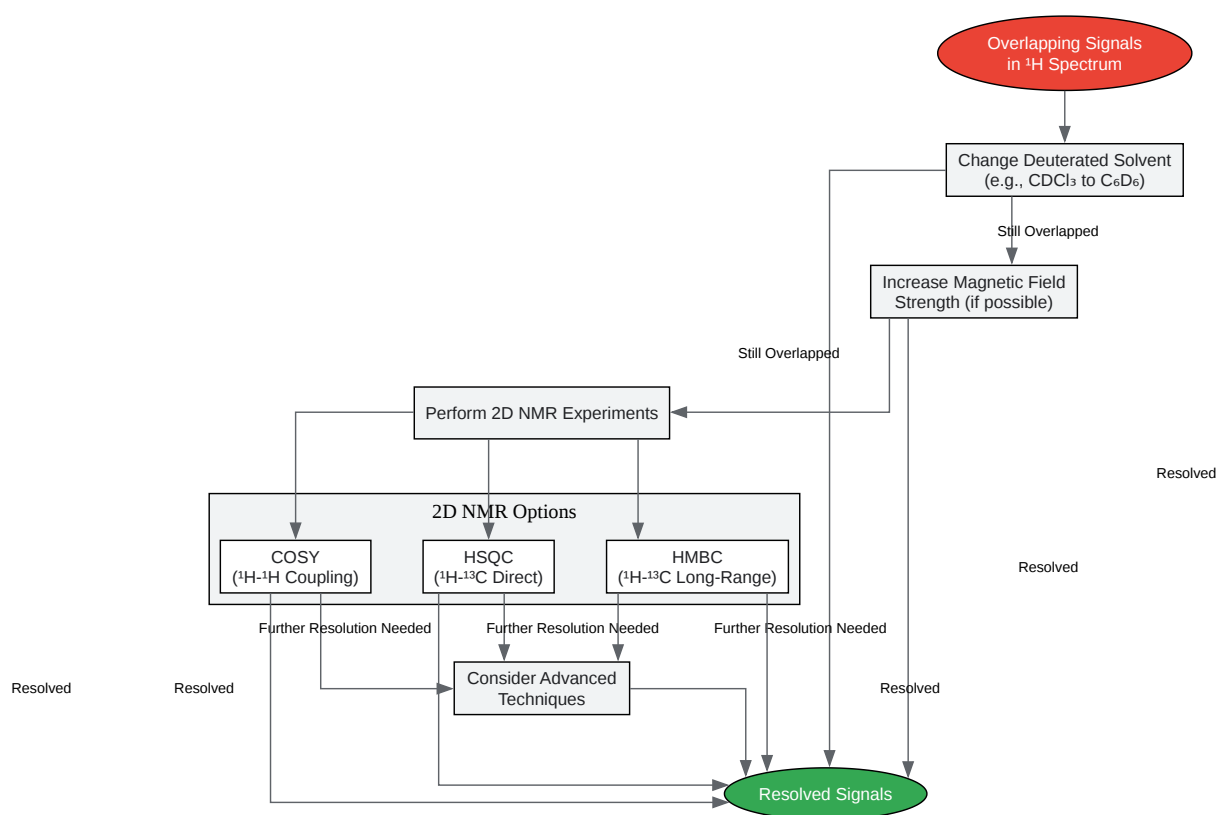 Overlapping Signals
in ¹H Spectrum
Change Deuterated Solvent
(e.g., CDCl₃ to C₆D₆)
Still Overlapped
Increase Magnetic Field
Strength (if possible)
Still Overlapped
Perform 2D NMR Experiments
Resolved
2D NMR Options
COSY
(¹H-¹H Coupling)
HSQC
(¹H-¹³C Direct)
HMBC
(¹H-¹³C Long-Range)
Resolved
Further Resolution Needed
Further Resolution Needed
Further Resolution Needed
Resolved
Resolved
Consider Advanced
Techniques
Resolved
Resolved Signals